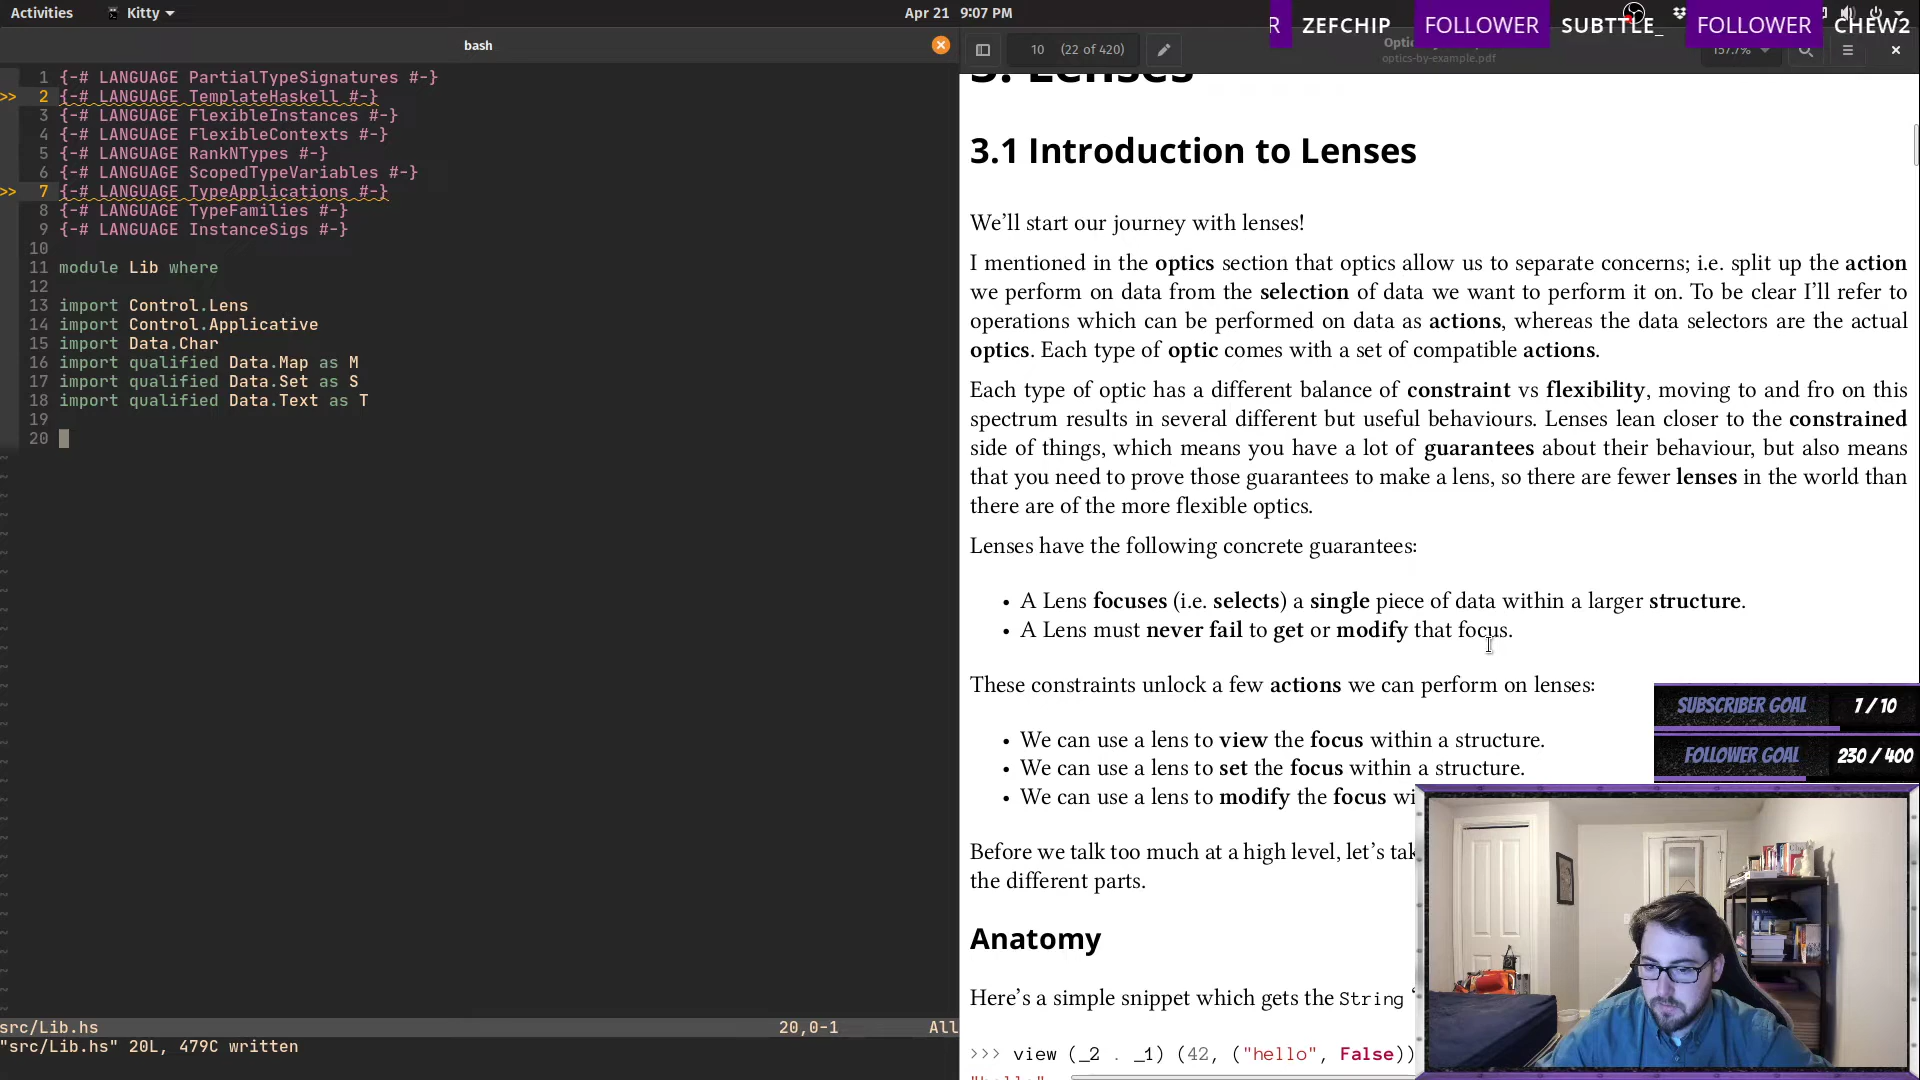 Activities
Kitty
Apr 21 9:07 PM
R ZEFCHIP FOLLOWER SUBTTLE_ FOLLOWER CHEW2
bash
10 (22 of 420)
optics-by-example.pdf
157.7%
1 {-# LANGUAGE PartialTypeSignatures #-}
>> 2 {-# LANGUAGE TemplateHaskell #-}
3 {-# LANGUAGE FlexibleInstances #-}
4 {-# LANGUAGE FlexibleContexts #-}
5 {-# LANGUAGE RankNTypes #-}
6 {-# LANGUAGE ScopedTypeVariables #-}
>> 7 {-# LANGUAGE TypeApplications #-}
8 {-# LANGUAGE TypeFamilies #-}
9 {-# LANGUAGE InstanceSigs #-}
10
11 module Lib where
12
13 import Control.Lens
14 import Control.Applicative
15 import Data.Char
16 import qualified Data.Map as M
17 import qualified Data.Set as S
18 import qualified Data.Text as T
19
20
src/Lib.hs 20,0-1 All
"src/Lib.hs" 20L, 479C written
3. Lenses
3.1 Introduction to Lenses
We’ll start our journey with lenses!
I mentioned in the optics section that optics allow us to separate concerns; i.e. split up the action
we perform on data from the selection of data we want to perform it on. To be clear I’ll refer to
operations which can be performed on data as actions, whereas the data selectors are the actual
optics. Each type of optic comes with a set of compatible actions.
Each type of optic has a different balance of constraint vs flexibility, moving to and fro on this
spectrum results in several different but useful behaviours. Lenses lean closer to the constrained
side of things, which means you have a lot of guarantees about their behaviour, but also means
that you need to prove those guarantees to make a lens, so there are fewer lenses in the world than
there are of the more flexible optics.
Lenses have the following concrete guarantees:
• A Lens focuses (i.e. selects) a single piece of data within a larger structure.
• A Lens must never fail to get or modify that focus.
These constraints unlock a few actions we can perform on lenses:
• We can use a lens to view the focus within a structure.
• We can use a lens to set the focus within a structure.
• We can use a lens to modify the focus wi
Before we talk too much at a high level, let’s tak
the different parts.
Anatomy
Here’s a simple snippet which gets the String
>>> view (_2 . _1) (42, ("hello", False))
"hello"
SUBSCRIBER GOAL 7 / 10
FOLLOWER GOAL 230 / 400